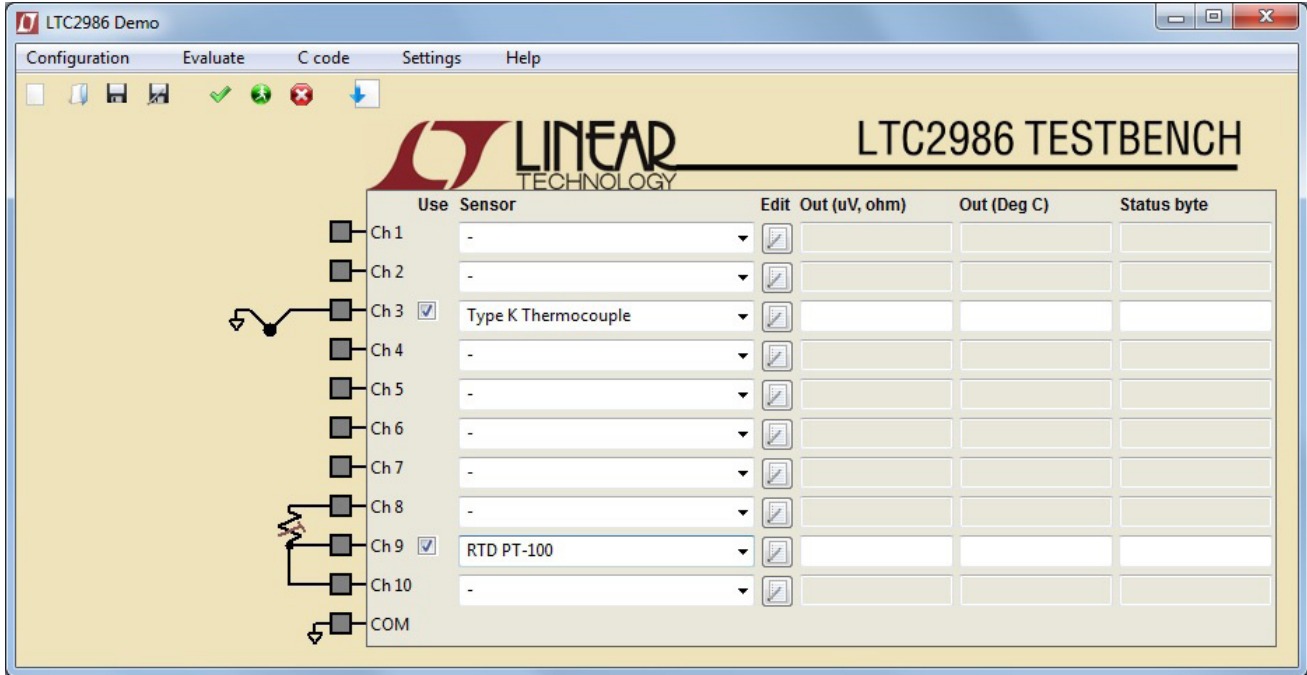 LTC2986 Demo
Configuration Evaluate C code Settings Help
LINEAR TECHNOLOGY
LTC2986 TESTBENCH
Use Sensor Edit Out (uV, ohm) Out (Deg C) Status byte
Ch 1 -
Ch 2 -
Ch 3 Type K Thermocouple
Ch 4 -
Ch 5 -
Ch 6 -
Ch 7 -
Ch 8 -
Ch 9 RTD PT-100
Ch 10 -
COM